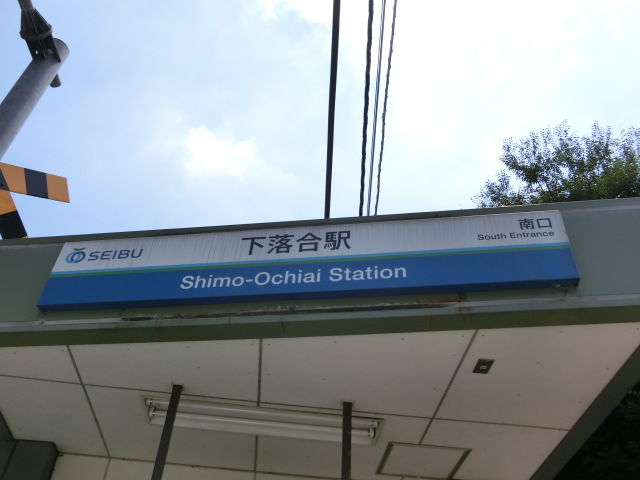 SEIBU
下落合駅
南口
South Entrance
Shimo-Ochiai Station